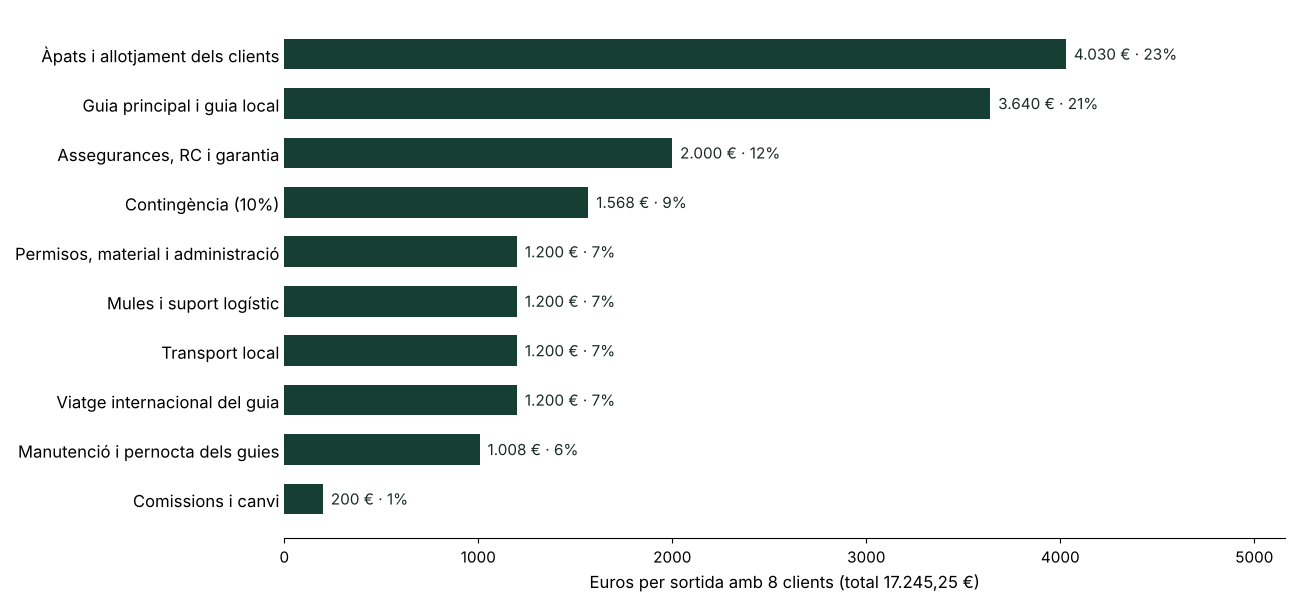 Àpats i allotjament dels clients 4.030 € · 23%
Guia principal i guia local 3.640 € · 21%
Assegurances, RC i garantia 2.000 € · 12%
Contingència (10%) 1.568 € · 9%
Permisos, material i administració 1.200 € · 7%
Mules i suport logístic 1.200 € · 7%
Transport local 1.200 € · 7%
Viatge internacional del guia 1.200 € · 7%
Manutenció i pernocta dels guies 1.008 € · 6%
Comissions i canvi 200 € · 1%
0 1000 2000 3000 4000 5000
Euros per sortida amb 8 clients (total 17.245,25 €)